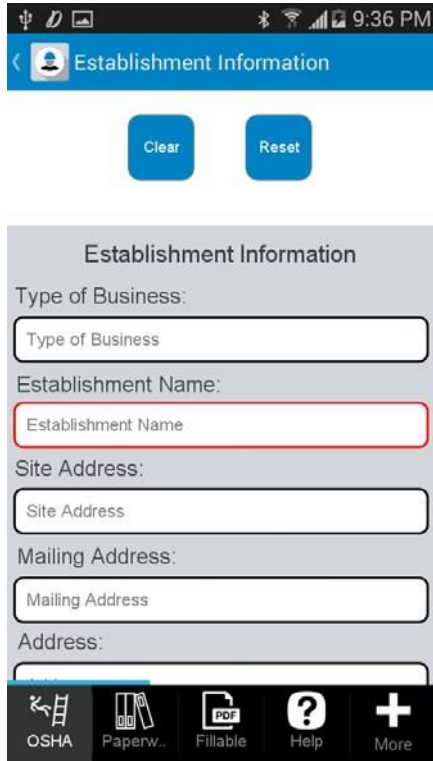 9:36 PM
Establishment Information
Clear Reset
Establishment Information
Type of Business:
Type of Business
Establishment Name:
Establishment Name
Site Address:
Site Address
Mailing Address:
Mailing Address
Address:
PDF
OSHA Paperw.. Fillable Help More